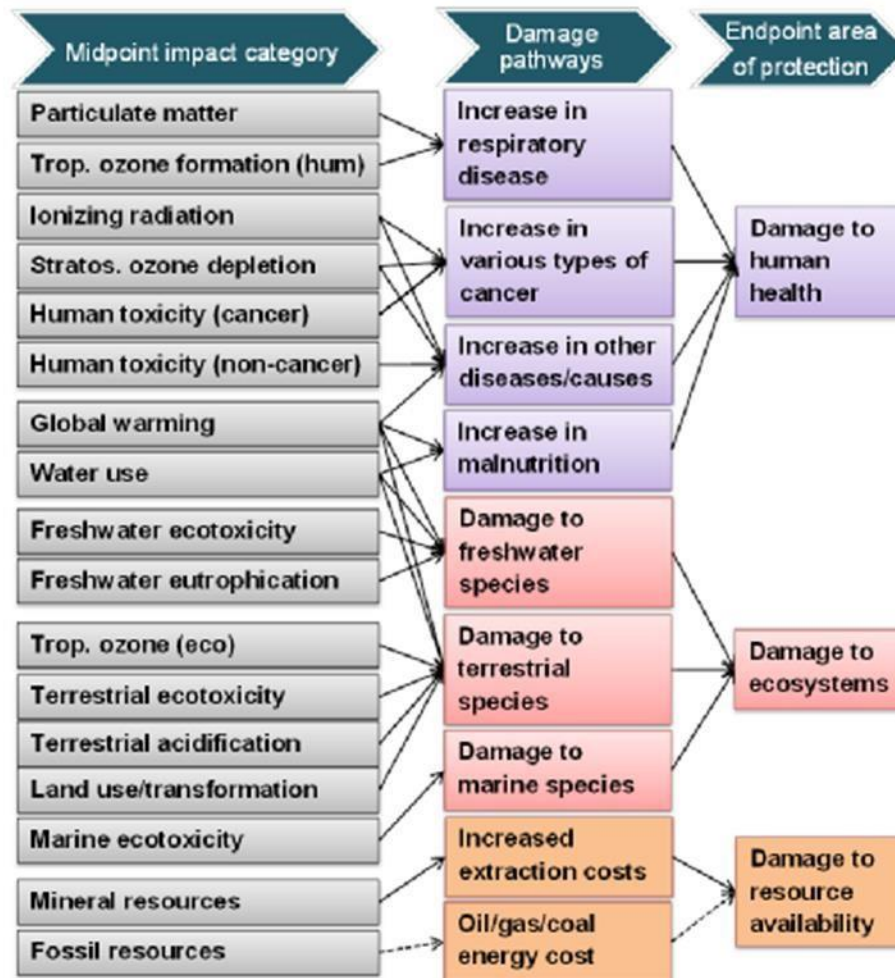 Midpoint impact category
Damage
pathways
Endpoint area
of protection
Particulate matter
Trop. ozone formation (hum)
Ionizing radiation
Stratos. ozone depletion
Human toxicity (cancer)
Human toxicity (non-cancer)
Global warming
Water use
Freshwater ecotoxicity
Freshwater eutrophication
Trop. ozone (eco)
Terrestrial ecotoxicity
Terrestrial acidification
Land use/transformation
Marine ecotoxicity
Mineral resources
Fossil resources
Increase in
respiratory
disease
Increase in
various types of
cancer
Increase in other
diseases/causes
Increase in
malnutrition
Damage to
freshwater
species
Damage to
terrestrial
species
Damage to
marine species
Increased
extraction costs
Oil/gas/coal
energy cost
Damage to
human
health
Damage to
ecosystems
Damage to
resource
availability